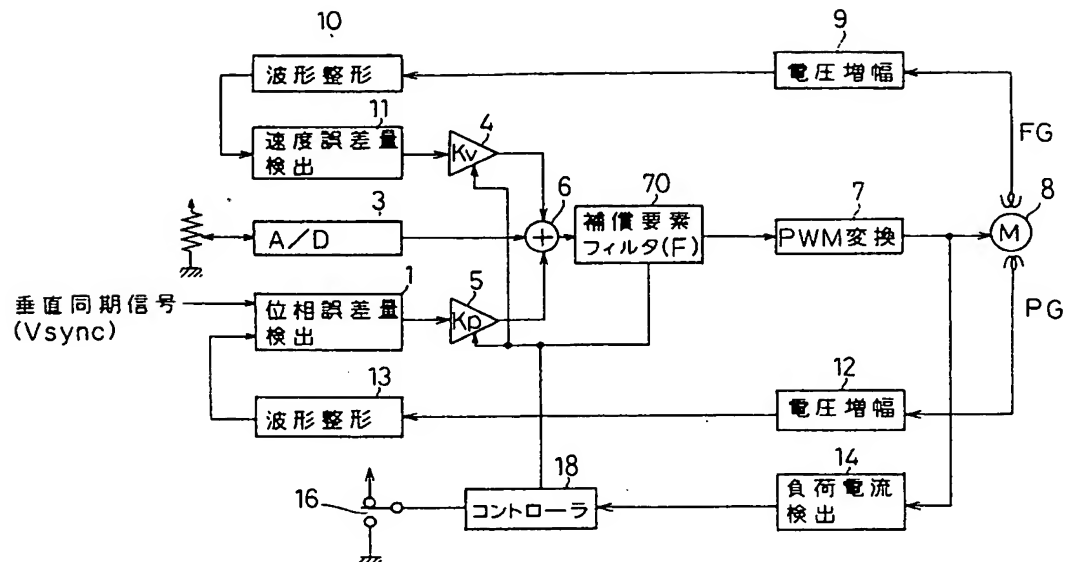 10
9
波形整形
電圧増幅
11
4
FG
速度誤差量
検出
Kv
3
6
70
7
8
A/D
+
補償要素
フィルタ(F)
PWM変換
M
垂直同期信号
(Vsync)
1
位相誤差量
検出
5
Kp
PG
13
12
波形整形
電圧増幅
18
14
16
コントローラ
負荷電流
検出